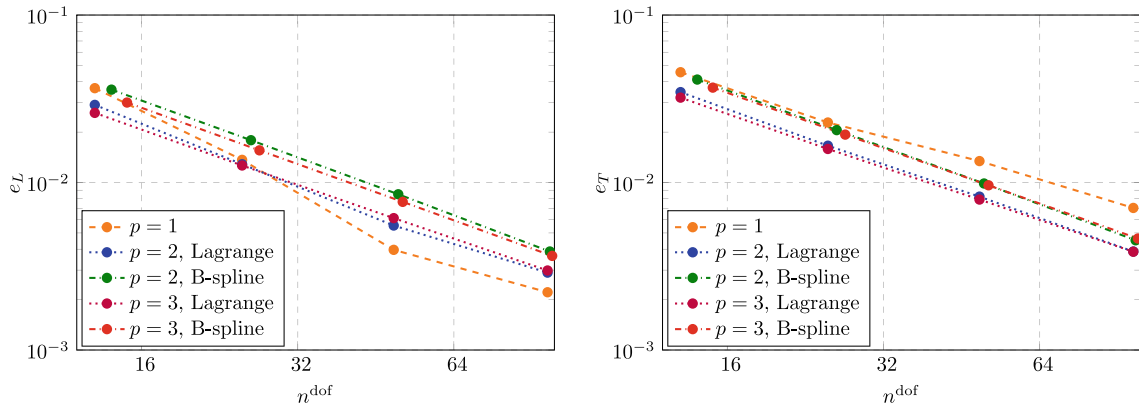 10⁻¹
10⁻²
10⁻³
e_L
p = 1
p = 2, Lagrange
p = 2, B-spline
p = 3, Lagrange
p = 3, B-spline
16 32 64
n^dof
10⁻¹
10⁻²
10⁻³
e_T
p = 1
p = 2, Lagrange
p = 2, B-spline
p = 3, Lagrange
p = 3, B-spline
16 32 64
n^dof